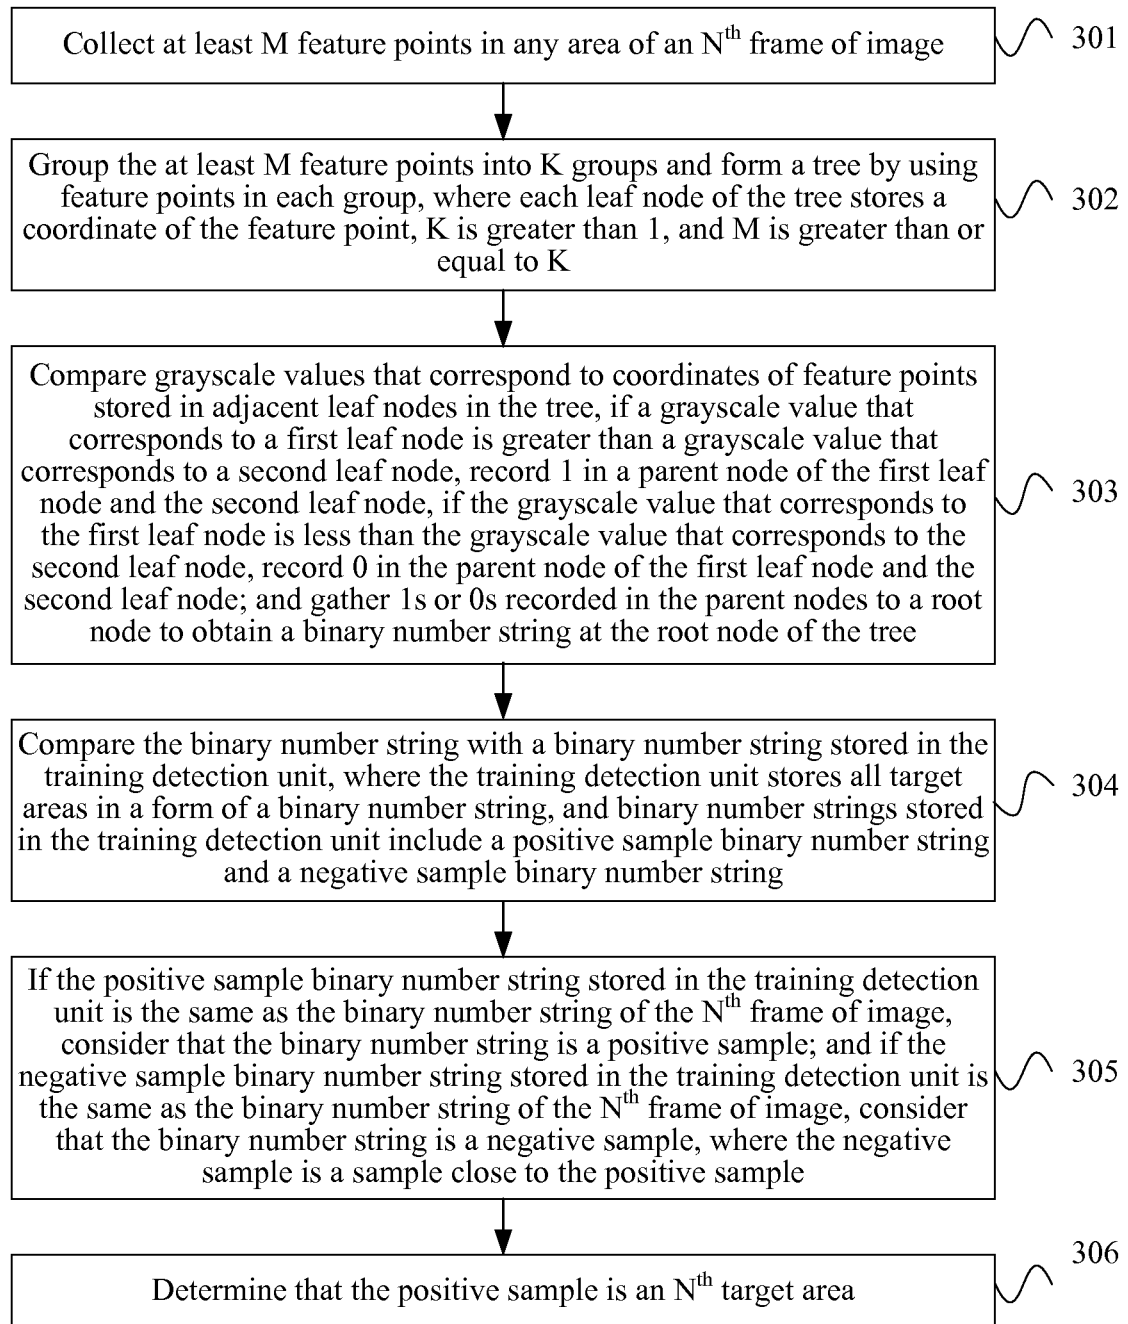 Collect at least M feature points in any area of an Nth frame of image
301
Group the at least M feature points into K groups and form a tree by using
feature points in each group, where each leaf node of the tree stores a
coordinate of the feature point, K is greater than 1, and M is greater than or
equal to K
302
Compare grayscale values that correspond to coordinates of feature points
stored in adjacent leaf nodes in the tree, if a grayscale value that
corresponds to a first leaf node is greater than a grayscale value that
corresponds to a second leaf node, record 1 in a parent node of the first leaf
node and the second leaf node, if the grayscale value that corresponds to
the first leaf node is less than the grayscale value that corresponds to the
second leaf node, record 0 in the parent node of the first leaf node and the
second leaf node; and gather 1s or 0s recorded in the parent nodes to a root
node to obtain a binary number string at the root node of the tree
303
Compare the binary number string with a binary number string stored in the
training detection unit, where the training detection unit stores all target
areas in a form of a binary number string, and binary number strings stored
in the training detection unit include a positive sample binary number string
and a negative sample binary number string
304
If the positive sample binary number string stored in the training detection
unit is the same as the binary number string of the Nth frame of image,
consider that the binary number string is a positive sample; and if the
negative sample binary number string stored in the training detection unit is
the same as the binary number string of the Nth frame of image, consider
that the binary number string is a negative sample, where the negative
sample is a sample close to the positive sample
305
Determine that the positive sample is an Nth target area
306